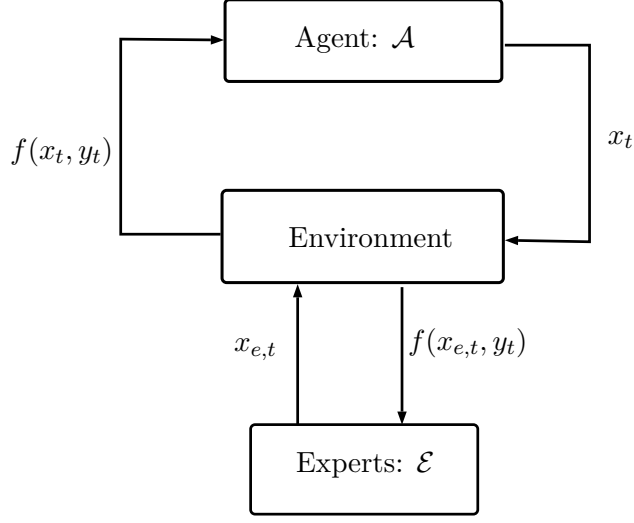 Agent: 𝒜
f(x_t, y_t)
x_t
Environment
x_{e,t}
f(x_{e,t}, y_t)
Experts: ℰ